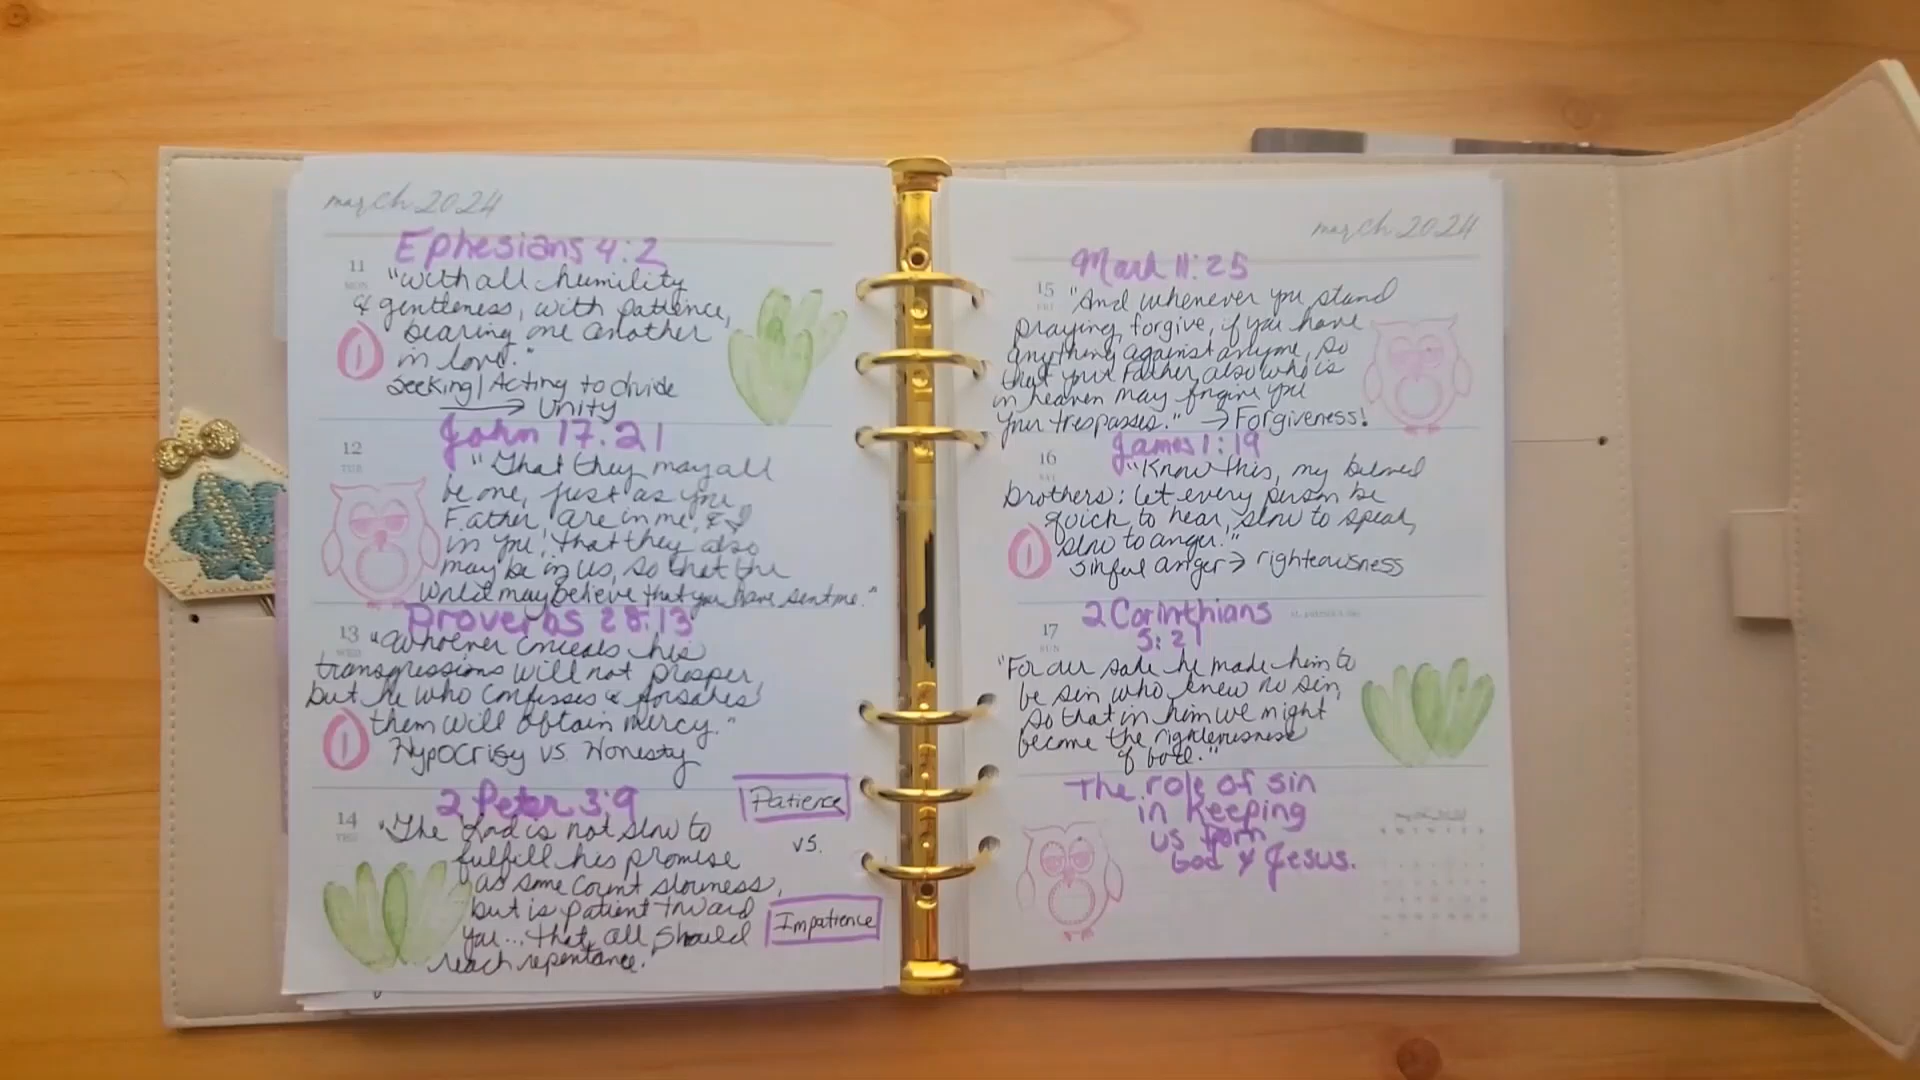 march 2024
Ephesians 4:2
11
MON
"with all humility
& gentleness, with patience,
bearing one another
in love."
Seeking/Acting to divide
→ Unity
John 17:21
12
TUE
"That they may all
be one, just as you,
Father, are in me, & I
in you, that they also
may be in us, so that the
world may believe that you have sent me."
Proverbs 28:13
13
WED
"Whoever conceals his
transgressions will not prosper,
but he who confesses & forsakes
them will obtain mercy."
Hypocrisy vs. Honesty
2 Peter 3:9
14
THU
"The Lord is not slow to
fulfill his promise
as some count slowness,
but is patient toward
you... that all should
reach repentance."
Patience
vs.
Impatience
march 2024
Mark 11:25
15
FRI
"And whenever you stand
praying, forgive, if you have
anything against anyone, so
that your Father also who is
in heaven may forgive you
your trespasses." → Forgiveness!
James 1:19
16
SAT
"Know this, my beloved
brothers: let every person be
quick to hear, slow to speak,
slow to anger."
sinful anger → righteousness
2 Corinthians
5:21
17
SUN
"For our sake he made him to
be sin who knew no sin,
so that in him we might
become the righteousness
of God."
The role of sin
in keeping
us from
God & Jesus.